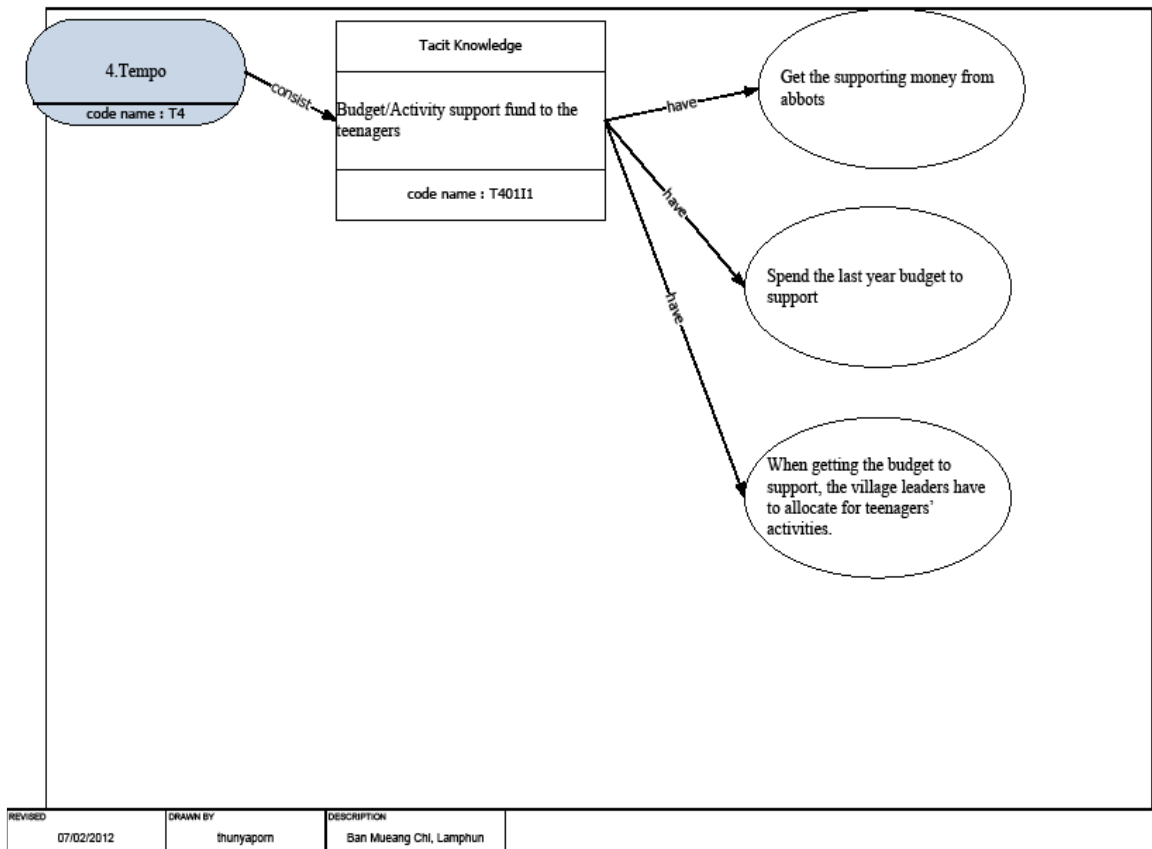 4.Tempo
code name : T4
consist
Tacit Knowledge
Budget/Activity support fund to the
teenagers
code name : T401I1
have
have
have
Get the supporting money from
abbots
Spend the last year budget to
support
When getting the budget to
support, the village leaders have
to allocate for teenagers’
activities.
REVISED
07/02/2012
DRAWN BY
thunyaporn
DESCRIPTION
Ban Mueang Chi, Lamphun